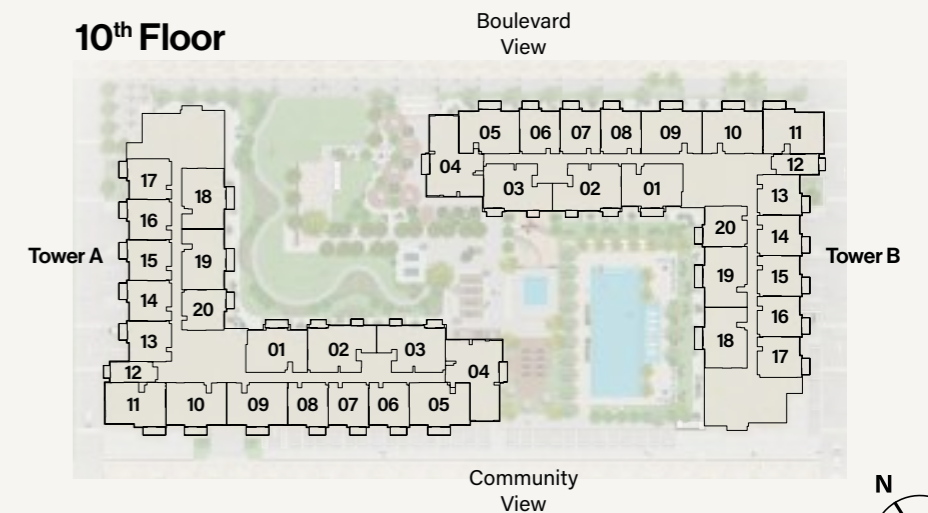 10th Floor
Boulevard
View
05 06 07 08 09 10 11
04
12
03 02 01
13
17
18
20
14
16
Tower A
Tower B
15
19
19
15
14
20
16
13
01 02 03
18
17
12
04
11 10 09 08 07 06 05
Community
View
N